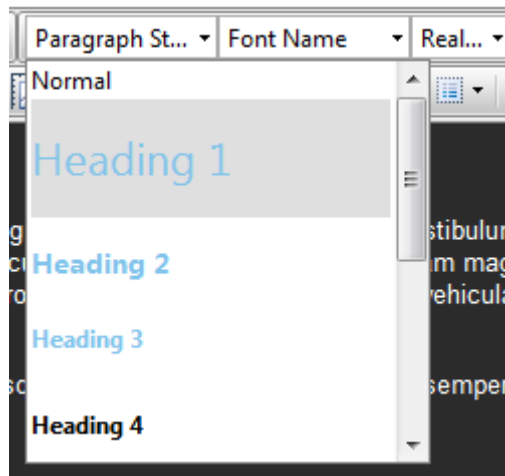 Paragraph St... Font Name Real...
Normal
Heading 1
Heading 2
Heading 3
Heading 4